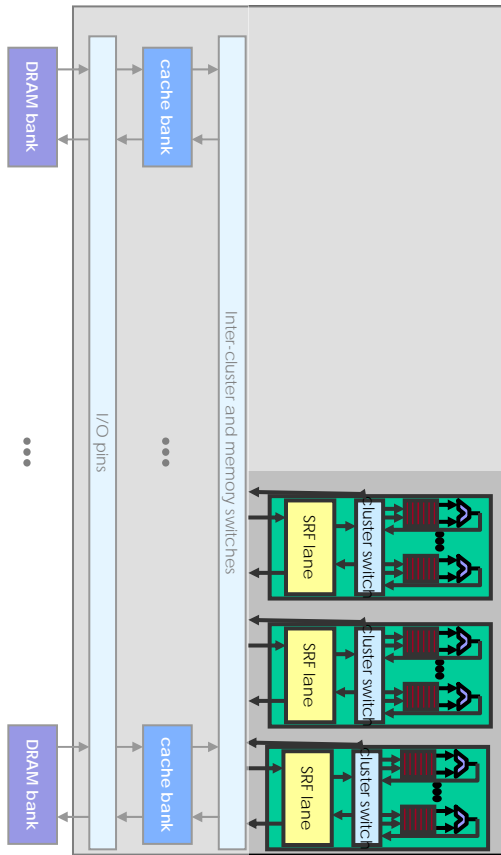 DRAM bank
cache bank
Inter-cluster and memory switches
I/O pins
cluster switch
SRF lane
cluster switch
SRF lane
DRAM bank
cache bank
cluster switch
SRF lane